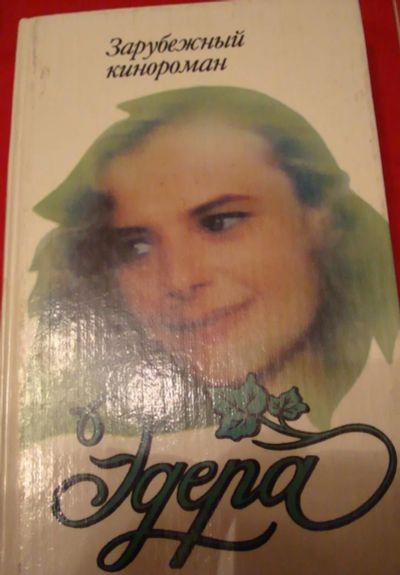 Зарубежный
кинороман
Эдера